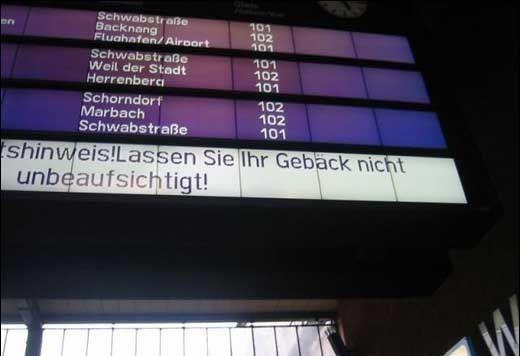 Gleis
Schwabstraße 101
Backnang 102
Flughafen/Airport 101
Schwabstraße 101
Weil der Stadt 102
Herrenberg 101
Schorndorf 102
Marbach 102
Schwabstraße 101
tshinweis!Lassen Sie Ihr Gebäck nicht
unbeaufsichtigt!
W